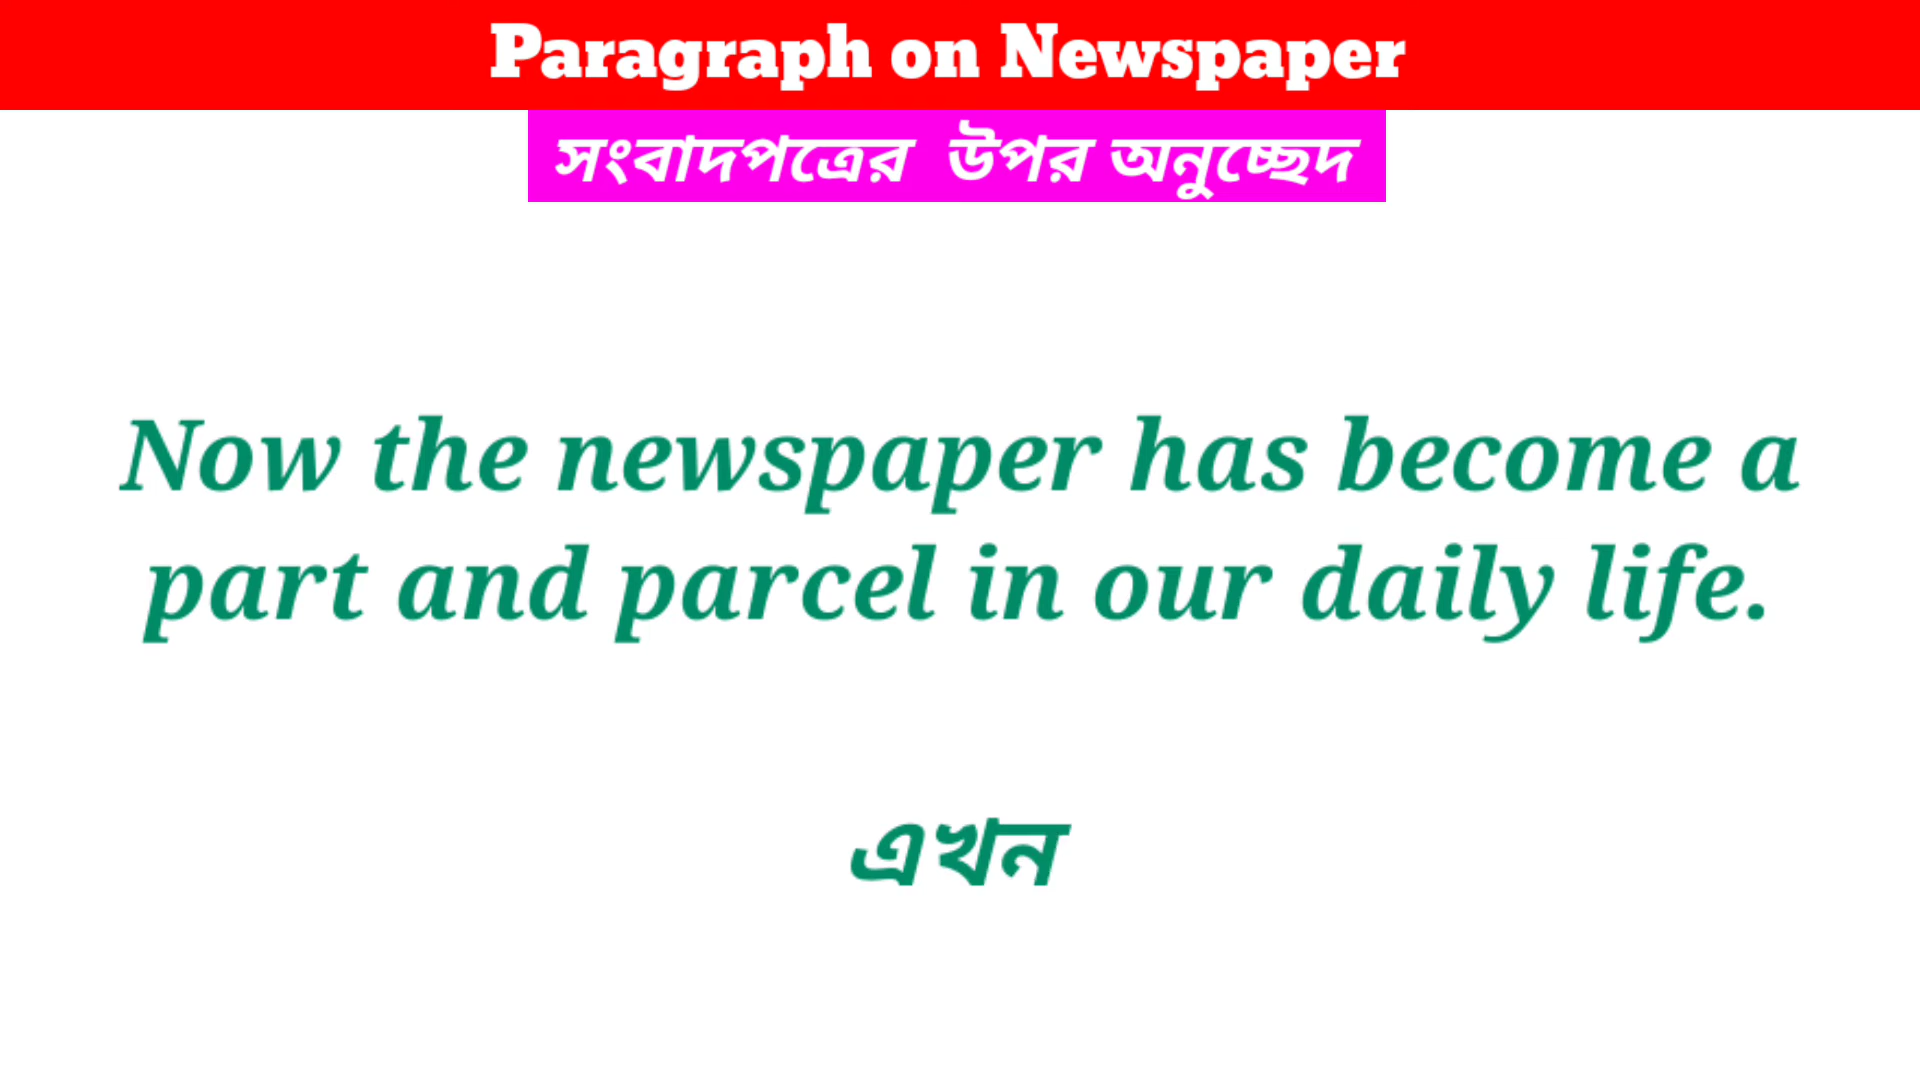 Paragraph on Newspaper
সংবাদপত্রের উপর অনুচ্ছেদ
Now the newspaper has become a
part and parcel in our daily life.
এখন